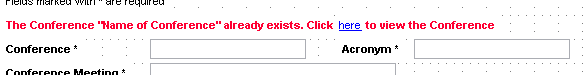 Fields marked with * are required
The Conference "Name of Conference" already exists. Click here to view the Conference
Conference * Acronym *
Conference Meeting *